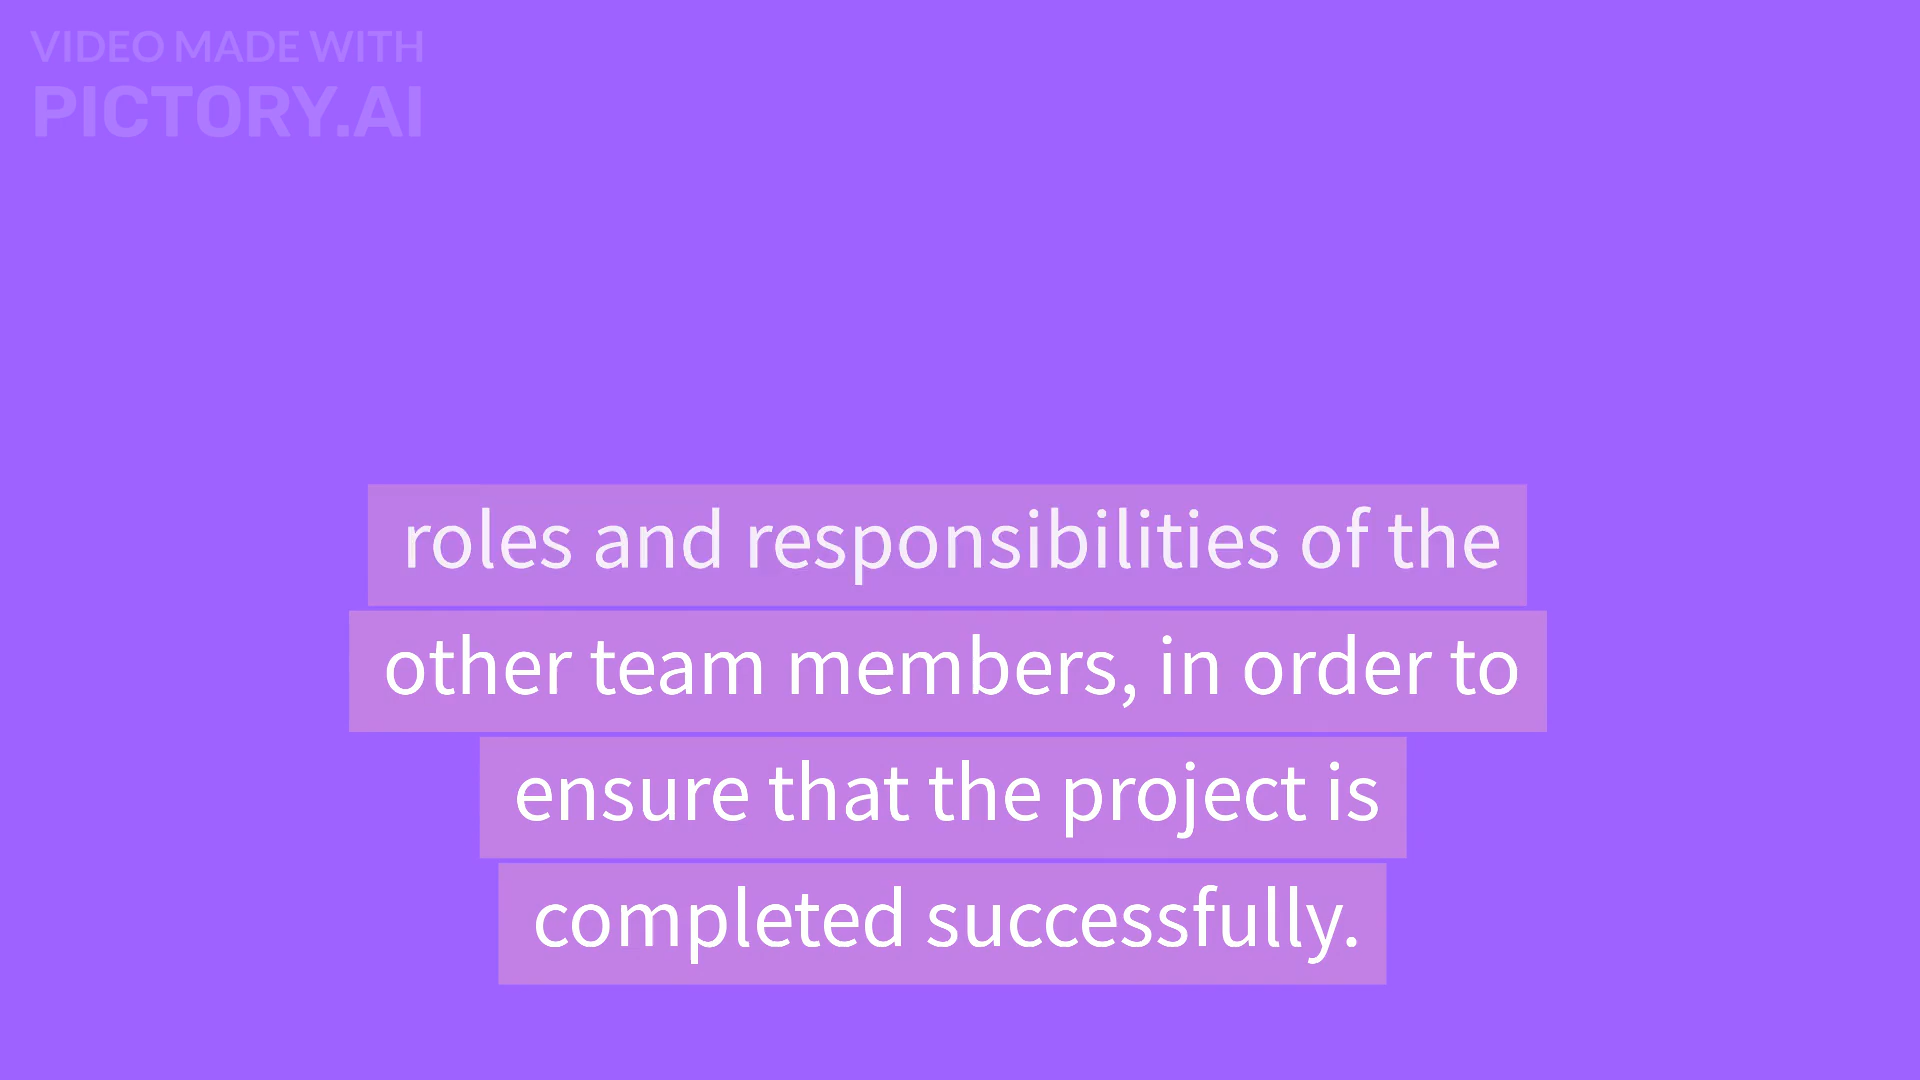 VIDEO MADE WITH
PICTORY.AI
roles and responsibilities of the
other team members, in order to
ensure that the project is
completed successfully.